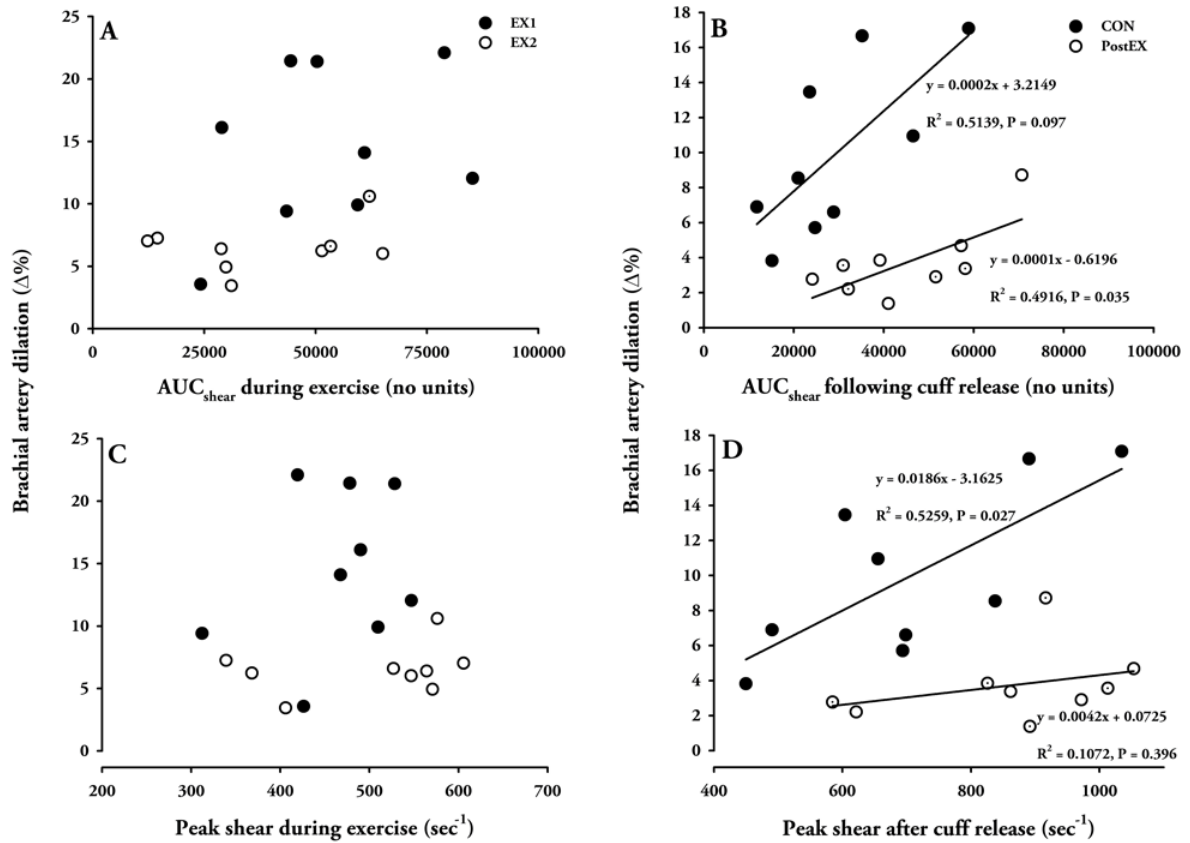 A
EX1
EX2
25
20
15
10
5
0
0
25000
50000
75000
100000
AUCshear during exercise (no units)
B
CON
PostEX
18
16
14
12
10
8
6
4
2
0
y = 0.0002x + 3.2149
R² = 0.5139, P = 0.097
y = 0.0001x - 0.6196
R² = 0.4916, P = 0.035
0
20000
40000
60000
80000
100000
AUCshear following cuff release (no units)
Brachial artery dilation (Δ%)
Brachial artery dilation (Δ%)
C
25
20
15
10
5
0
200
300
400
500
600
700
Peak shear during exercise (sec⁻¹)
D
18
16
14
12
10
8
6
4
2
0
y = 0.0186x - 3.1625
R² = 0.5259, P = 0.027
y = 0.0042x + 0.0725
R² = 0.1072, P = 0.396
400
600
800
1000
Peak shear after cuff release (sec⁻¹)